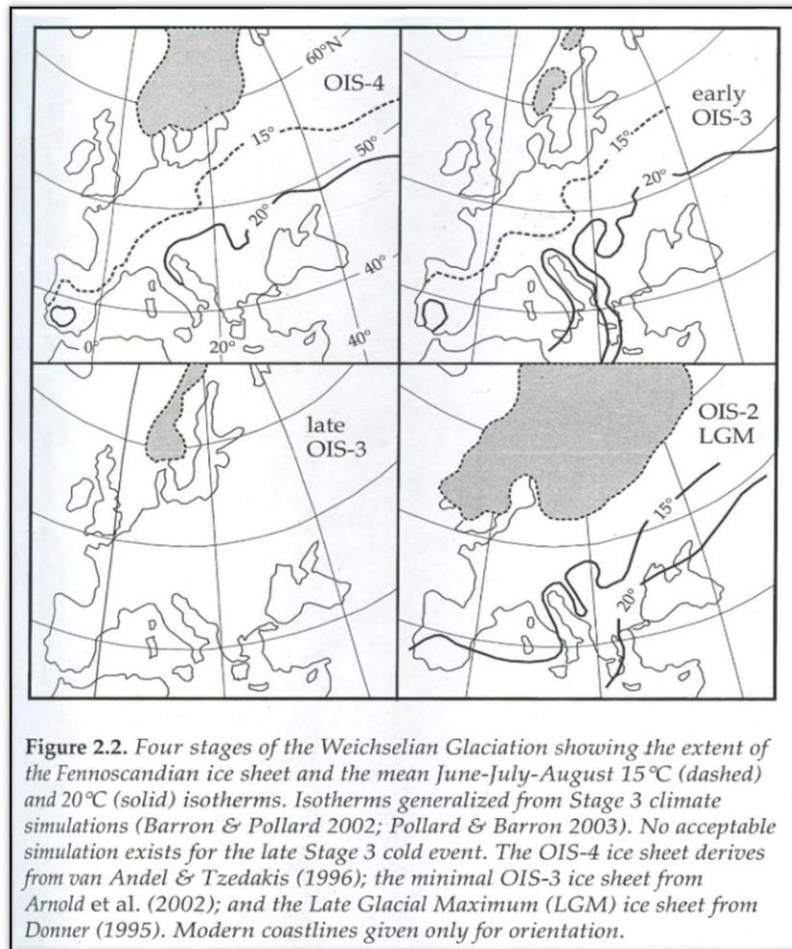 60°N
OIS-4
15°
50°
20°
40°
0°
20°
40°
early
OIS-3
15°
20°
late
OIS-3
OIS-2
LGM
15°
20°
Figure 2.2. Four stages of the Weichselian Glaciation showing the extent of
the Fennoscandian ice sheet and the mean June-July-August 15°C (dashed)
and 20°C (solid) isotherms. Isotherms generalized from Stage 3 climate
simulations (Barron & Pollard 2002; Pollard & Barron 2003). No acceptable
simulation exists for the late Stage 3 cold event. The OIS-4 ice sheet derives
from van Andel & Tzedakis (1996); the minimal OIS-3 ice sheet from
Arnold et al. (2002); and the Late Glacial Maximum (LGM) ice sheet from
Donner (1995). Modern coastlines given only for orientation.